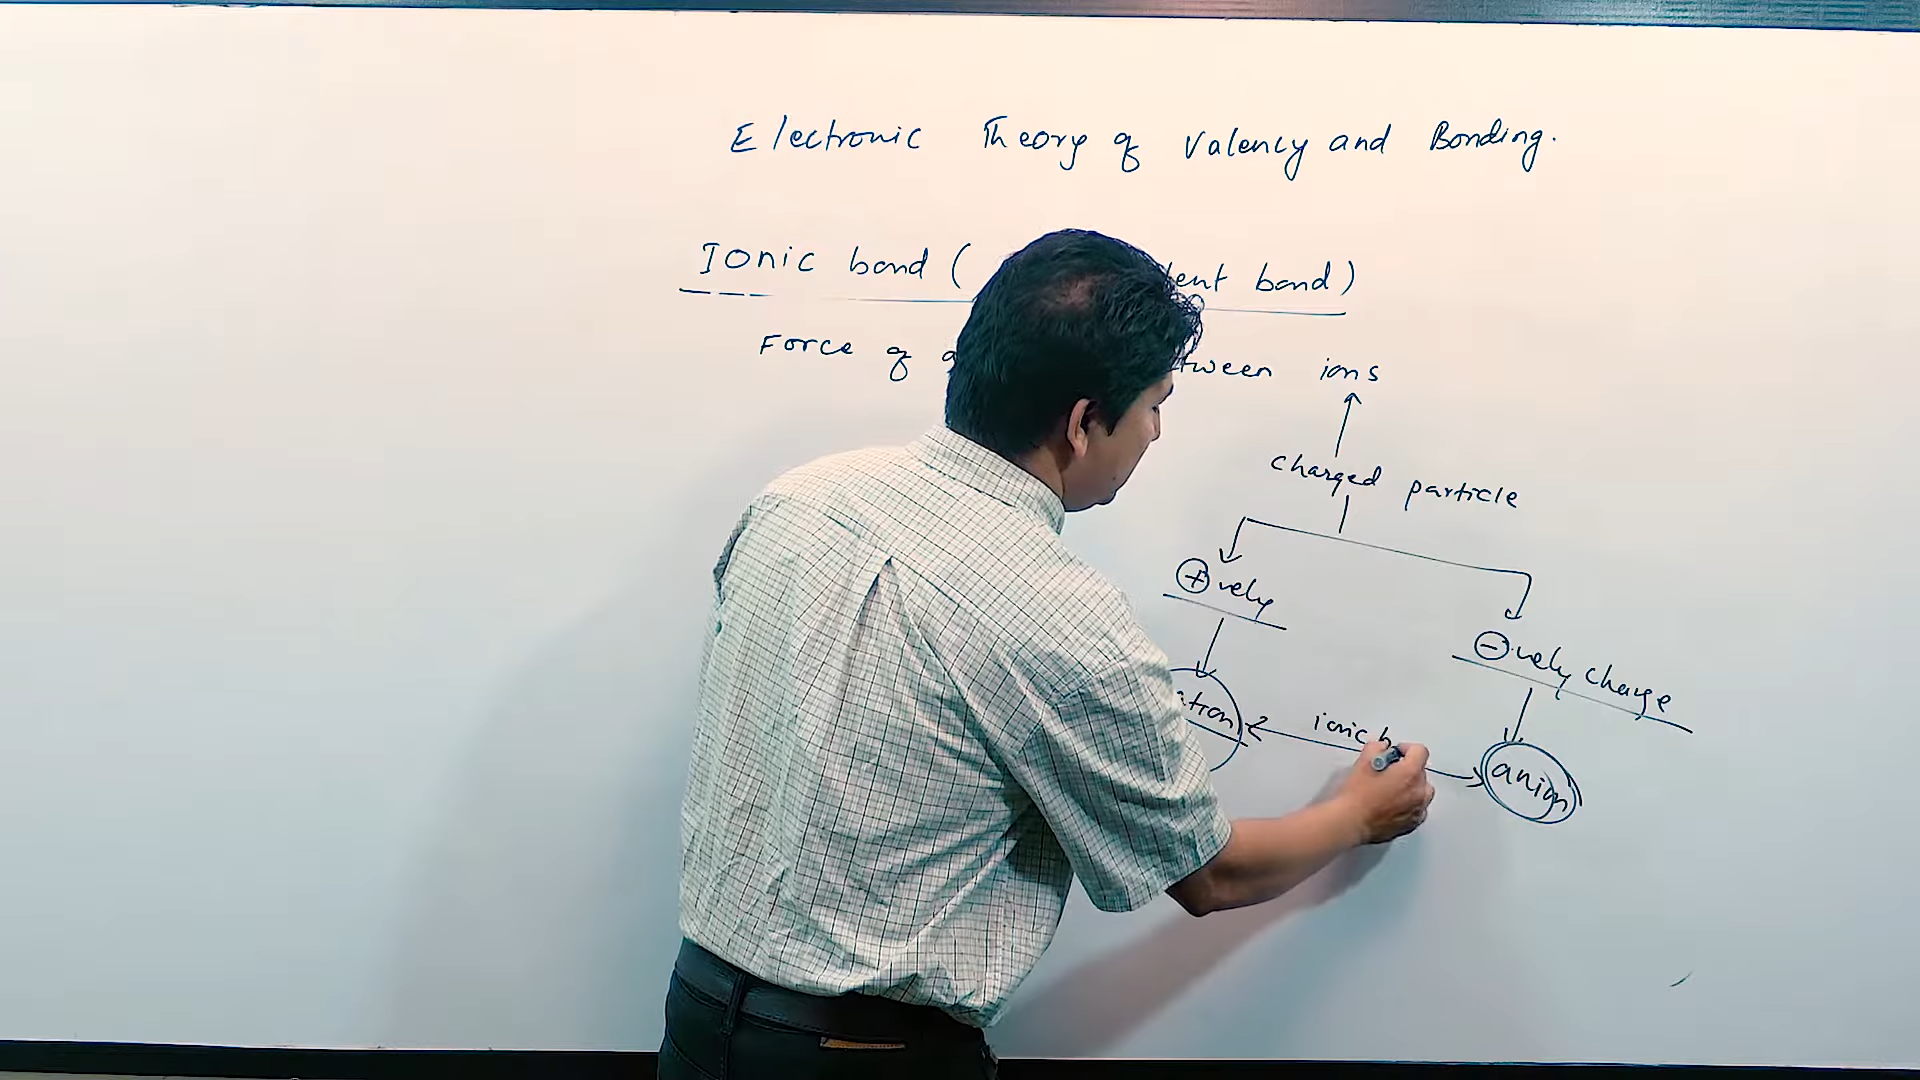 Electronic Theory of Valency and Bonding.
Ionic bond ( lent bond)
Force of a tween ions
charged particle
⊕vely
⊖vely charge
ation
ionic b
anion